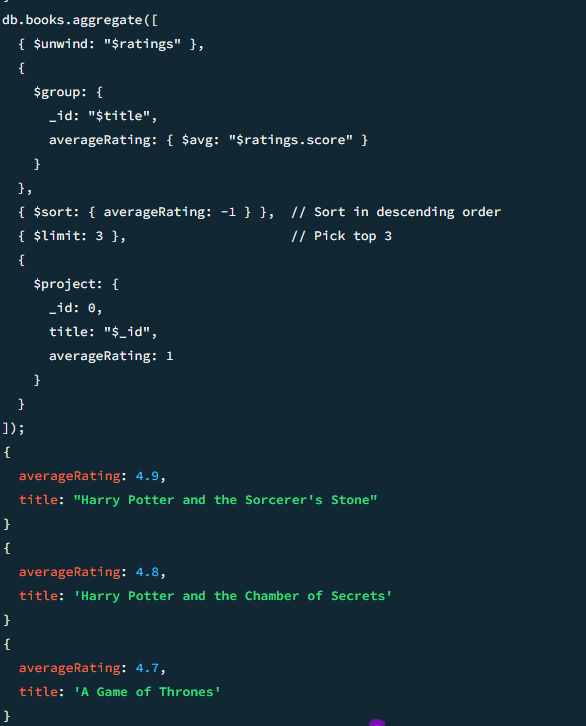 db.books.aggregate([
  { $unwind: "$ratings" },
  {
    $group: {
      _id: "$title",
      averageRating: { $avg: "$ratings.score" }
    }
  },
  { $sort: { averageRating: -1 } },  // Sort in descending order
  { $limit: 3 },                     // Pick top 3
  {
    $project: {
      _id: 0,
      title: "$_id",
      averageRating: 1
    }
  }
]);
{
  averageRating: 4.9,
  title: "Harry Potter and the Sorcerer's Stone"
}
{
  averageRating: 4.8,
  title: 'Harry Potter and the Chamber of Secrets'
}
{
  averageRating: 4.7,
  title: 'A Game of Thrones'
}